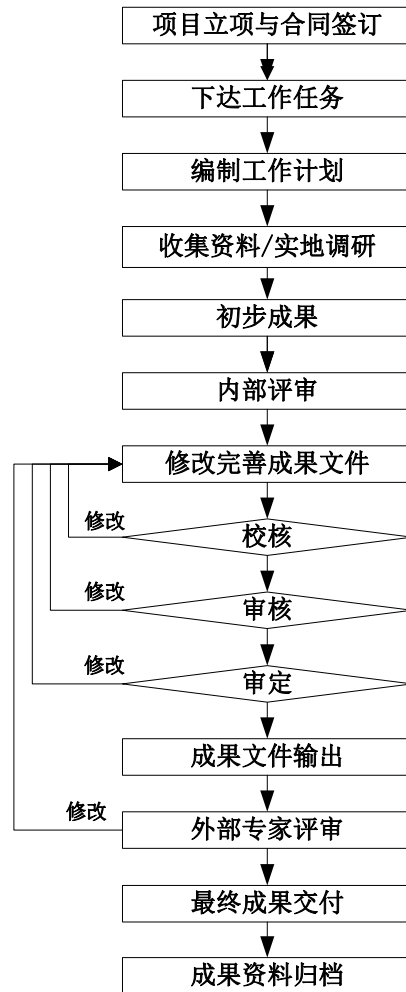 项目立项与合同签订
下达工作任务
编制工作计划
收集资料/实地调研
初步成果
内部评审
修改完善成果文件
修改
校核
修改
审核
修改
审定
成果文件输出
修改
外部专家评审
最终成果交付
成果资料归档